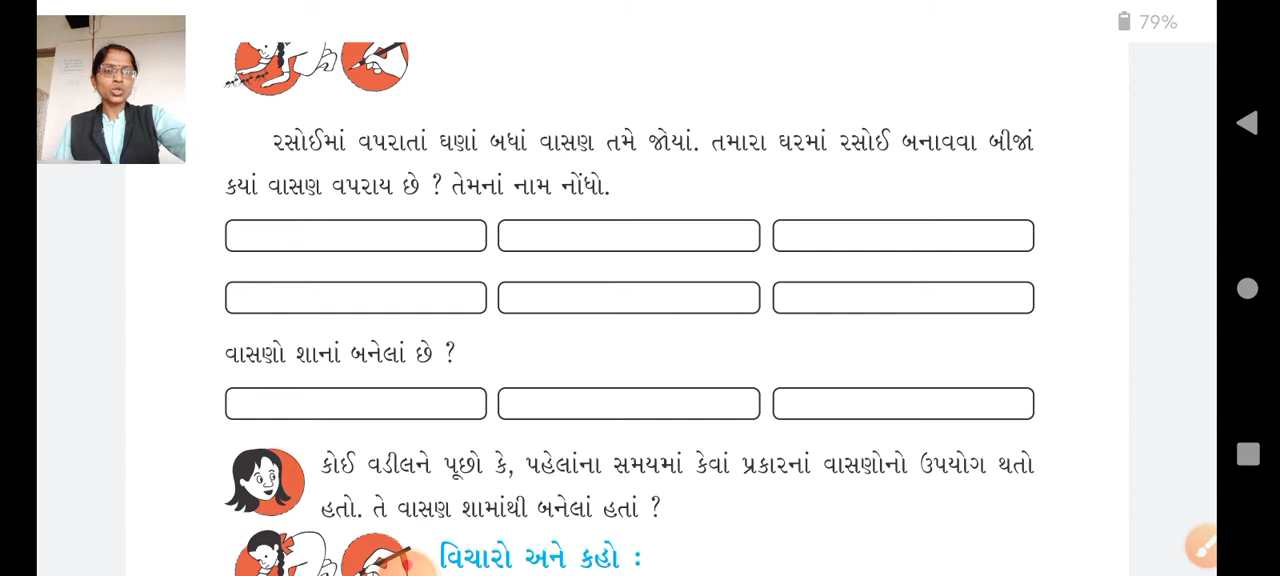 79%
રસોઈમાં વપરાતાં ઘણાં બધાં વાસણ તમે જોયાં. તમારા ઘરમાં રસોઈ બનાવવા બીજાં
કયાં વાસણ વપરાય છે ? તેમનાં નામ નોંધો.
વાસણો શાનાં બનેલાં છે ?
કોઈ વડીલને પૂછો કે, પહેલાંના સમયમાં કેવાં પ્રકારનાં વાસણોનો ઉપયોગ થતો
હતો. તે વાસણ શામાંથી બનેલાં હતાં ?
વિચારો અને કહો :